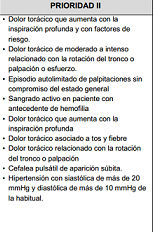 PRIORIDAD II
• Dolor torácico que aumenta con la
inspiración profunda y con factores de
riesgo.
• Dolor torácico de moderado a intenso
relacionado con la rotación del tronco o
palpación o esfuerzo.
• Episodio autolimitado de palpitaciones sin
compromiso del estado general
• Sangrado activo en paciente con
antecedente de hemofilia
• Dolor torácico que aumenta con la
inspiración profunda
• Dolor torácico asociado a tos y fiebre
• Dolor torácico relacionado con la rotación
del tronco o palpación
• Cefalea pulsátil de aparición súbita.
• Hipertensión con siastólica de más de 20
mmHg y diastólica de más de 10 mmHg de
la habitual.